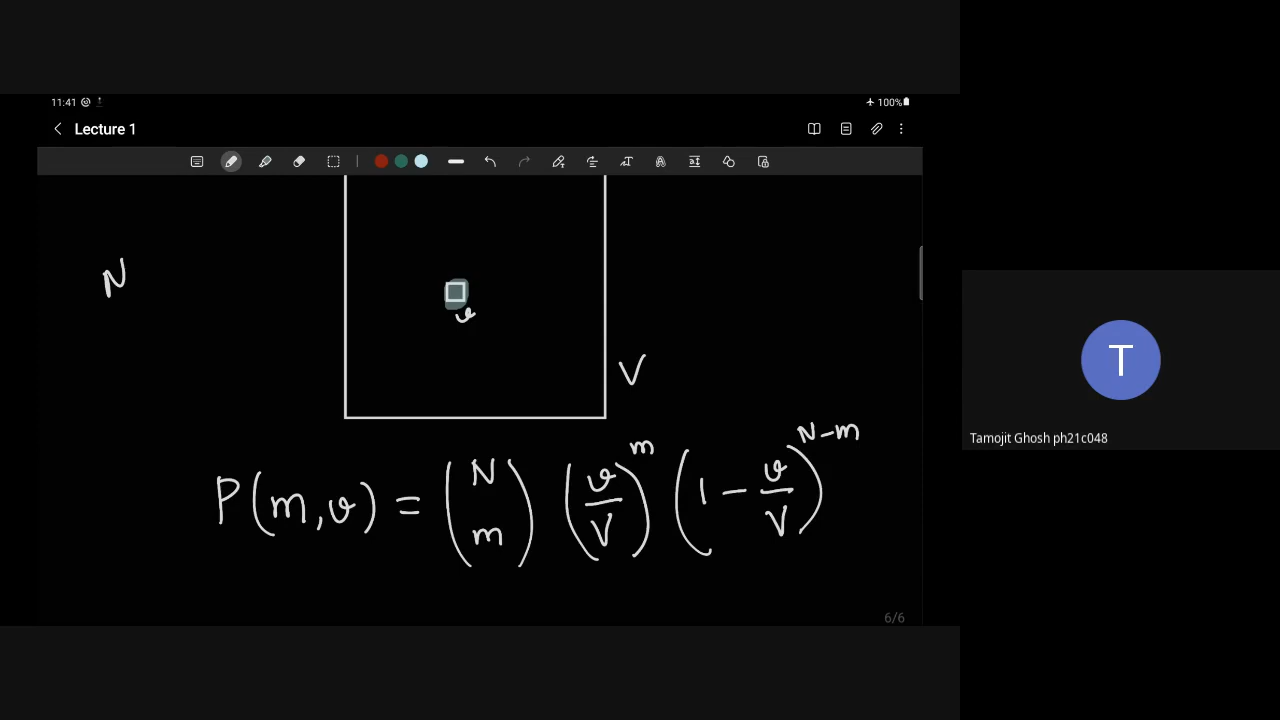 11:41
100%
Lecture 1
N
v
V
P(m,v) = (N m) (v/V)^m (1 - v/V)^{N-m}
6/6
T
Tamojit Ghosh ph21c048